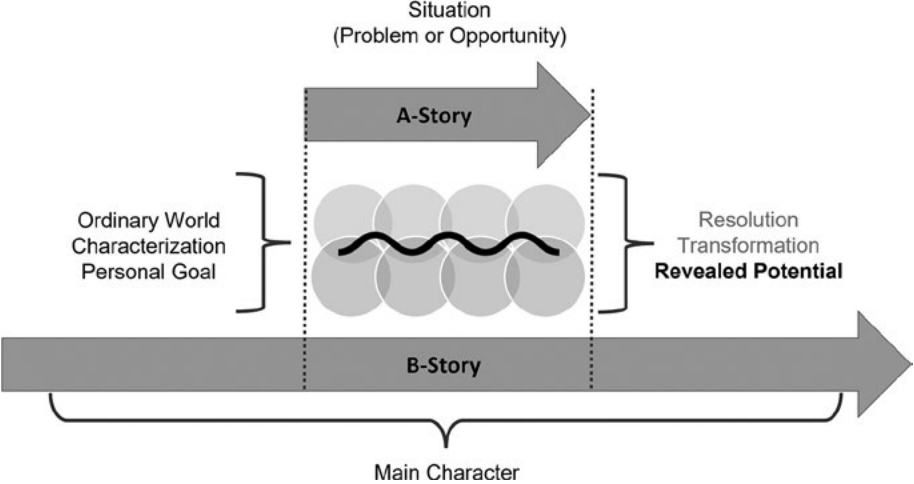 Situation
(Problem or Opportunity)
A-Story
Ordinary World
Characterization
Personal Goal
Resolution
Transformation
Revealed Potential
B-Story
Main Character